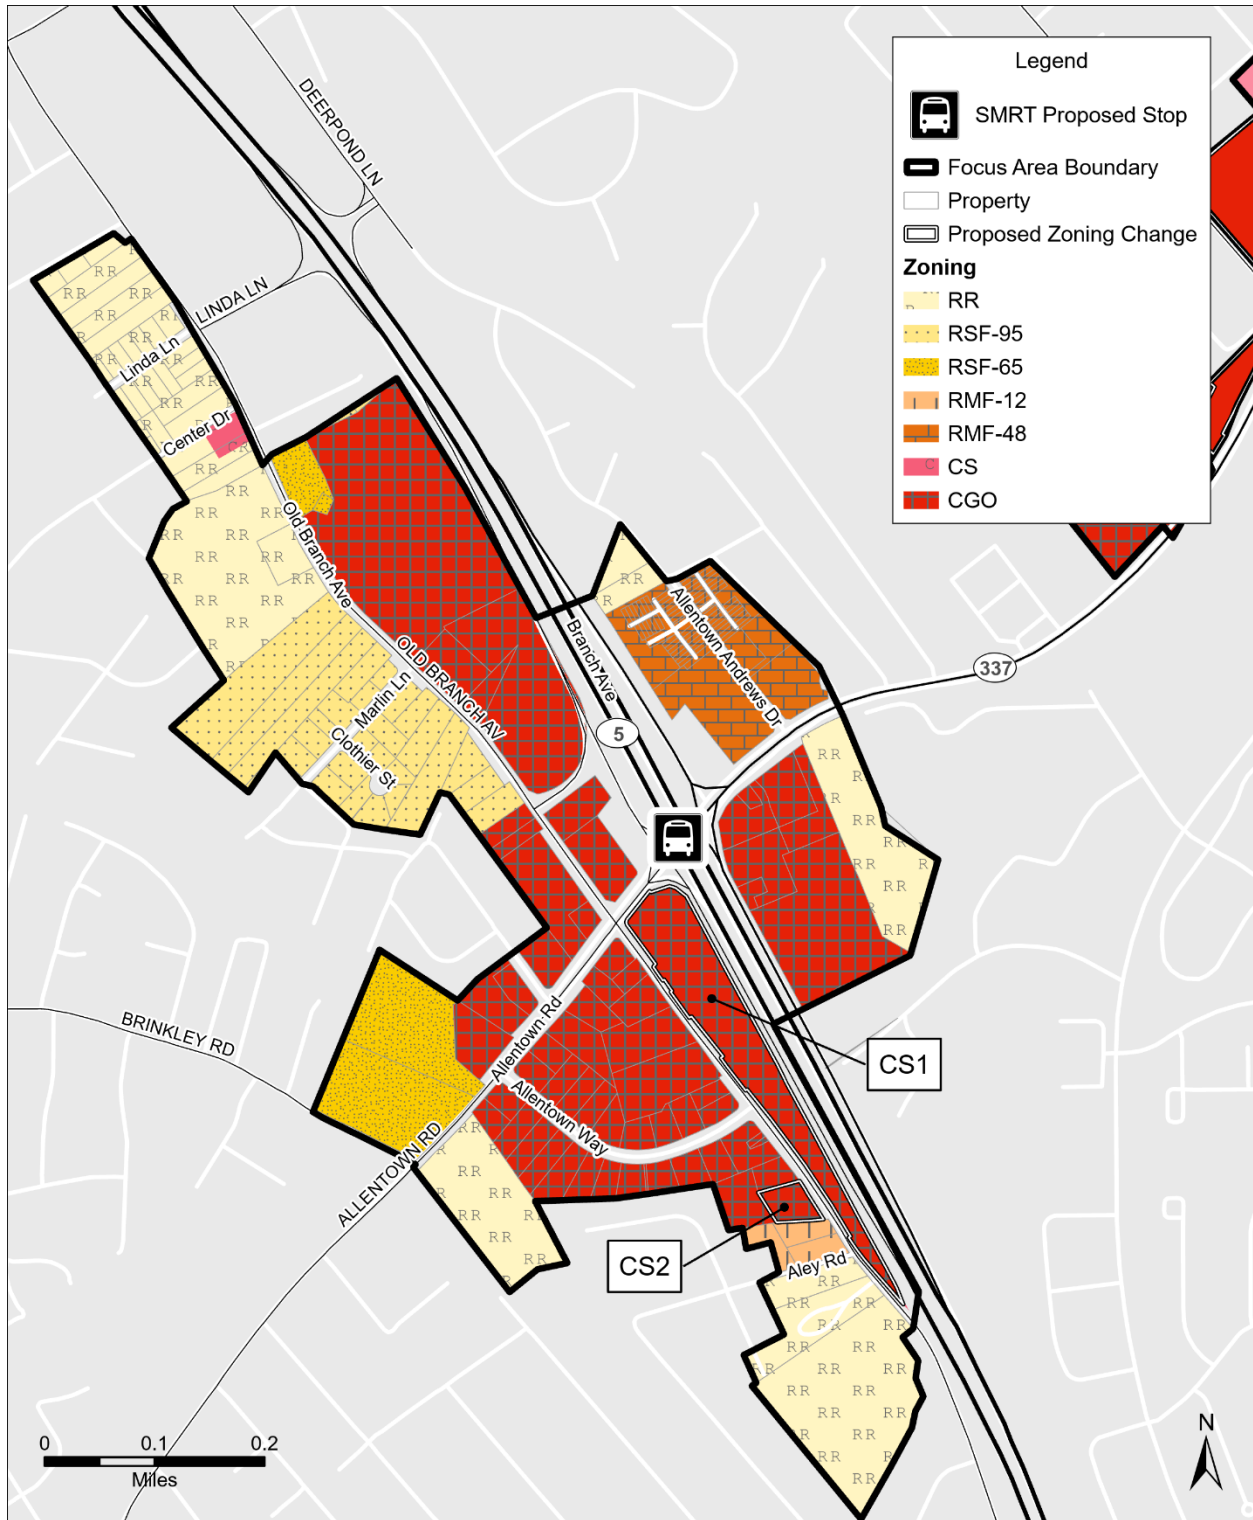 Legend
SMRT Proposed Stop
Focus Area Boundary
Property
Proposed Zoning Change
Zoning
RR
RSF-95
RSF-65
RMF-12
RMF-48
CS
CGO
DEERPOND LN
LINDA LN
Linda Ln
Center Dr
Old Branch Ave
OLD BRANCH AV
Marlin Ln
Clothier St
Branch Ave
5
Allentown Andrews Dr
337
BRINKLEY RD
Allentown Rd
ALLENTOWN RD
Allentown Way
CS1
CS2
Aley Rd
0 0.1 0.2
Miles
N